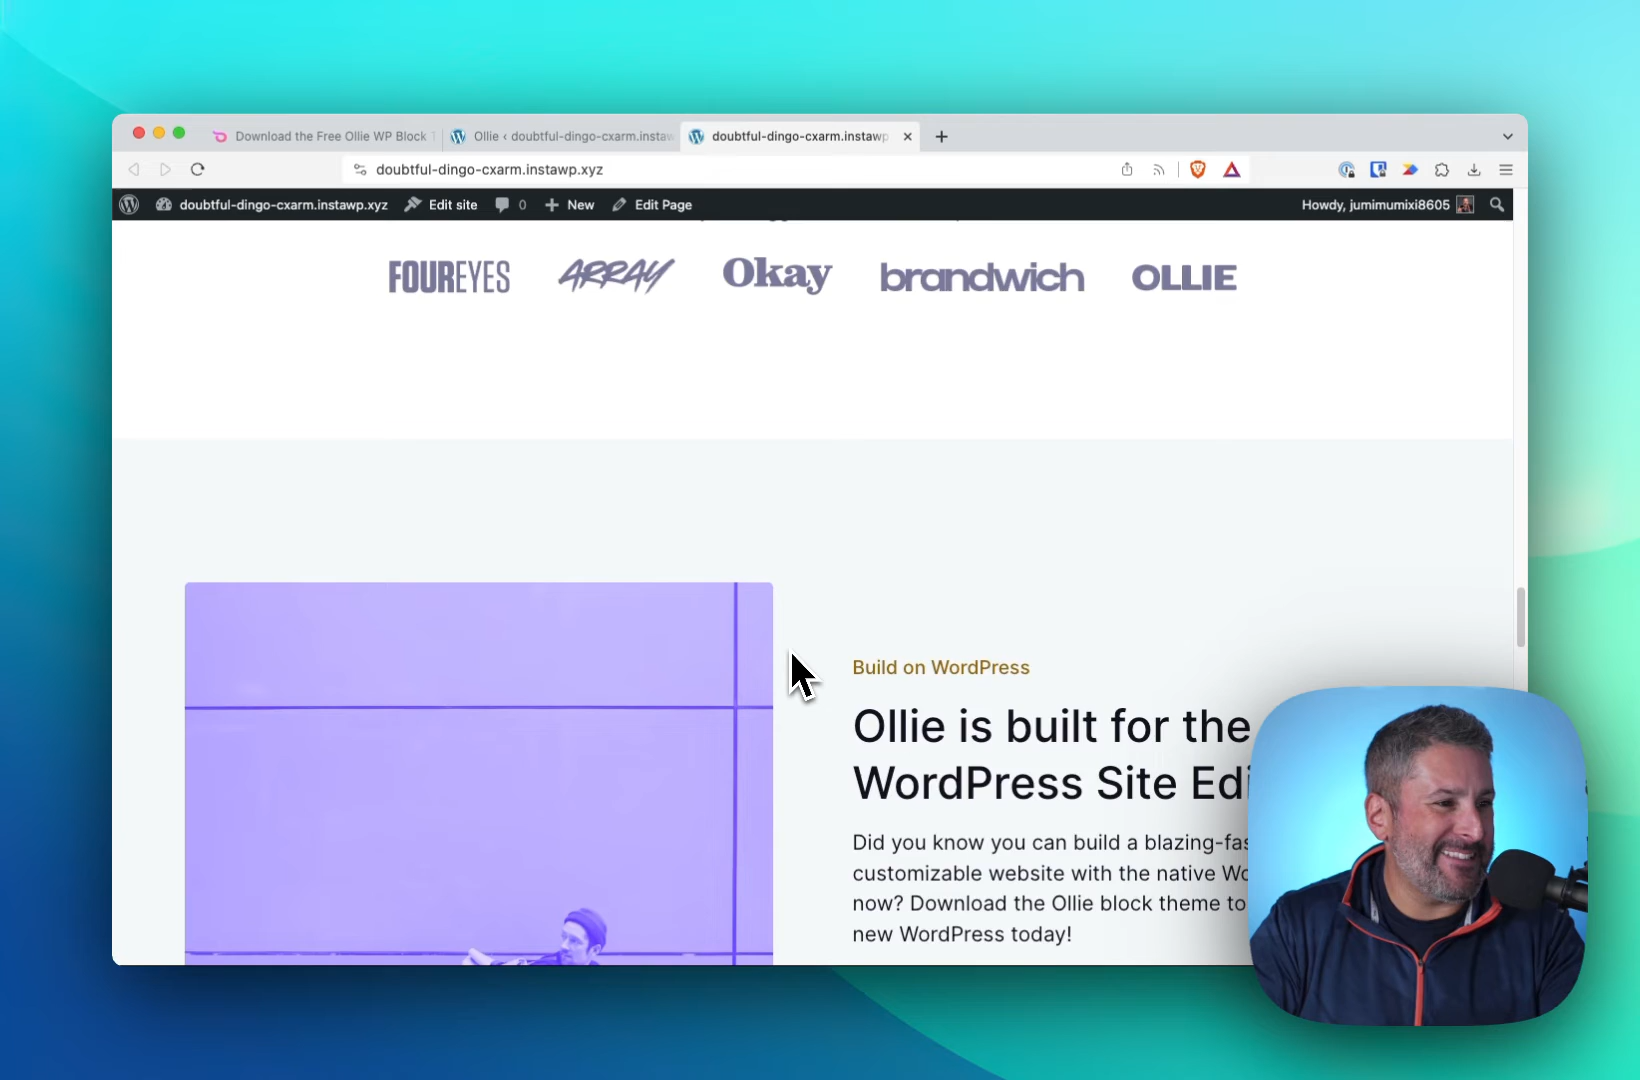 Download the Free Ollie WP Block
Ollie ‹ doubtful-dingo-cxarm.instaw
doubtful-dingo-cxarm.instawp
doubtful-dingo-cxarm.instawp.xyz
doubtful-dingo-cxarm.instawp.xyz
Edit site
0
New
Edit Page
Howdy, jumimumixi8605
FOUREYES
ARRAY
Okay
brandwich
OLLIE
Build on WordPress
Ollie is built for the
WordPress Site Edi
Did you know you can build a blazing-fas
customizable website with the native Wo
now? Download the Ollie block theme to
new WordPress today!